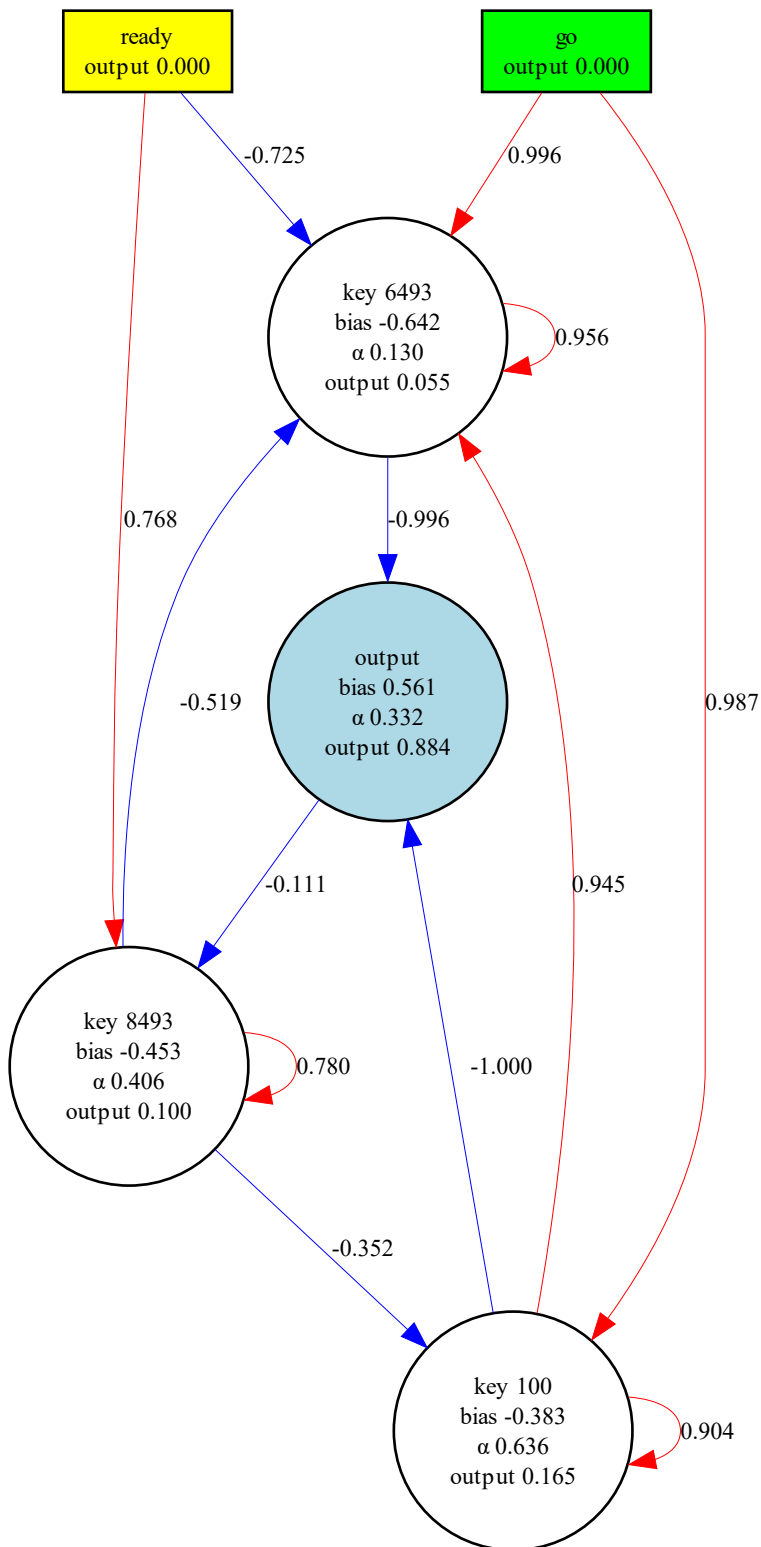 ready
output 0.000
go
output 0.000
-0.725
0.996
key 6493
bias -0.642
α 0.130
output 0.055
0.956
0.768
-0.996
-0.519
output
bias 0.561
α 0.332
output 0.884
0.987
-0.111
0.945
key 8493
bias -0.453
α 0.406
output 0.100
0.780
-1.000
-0.352
key 100
bias -0.383
α 0.636
output 0.165
0.904